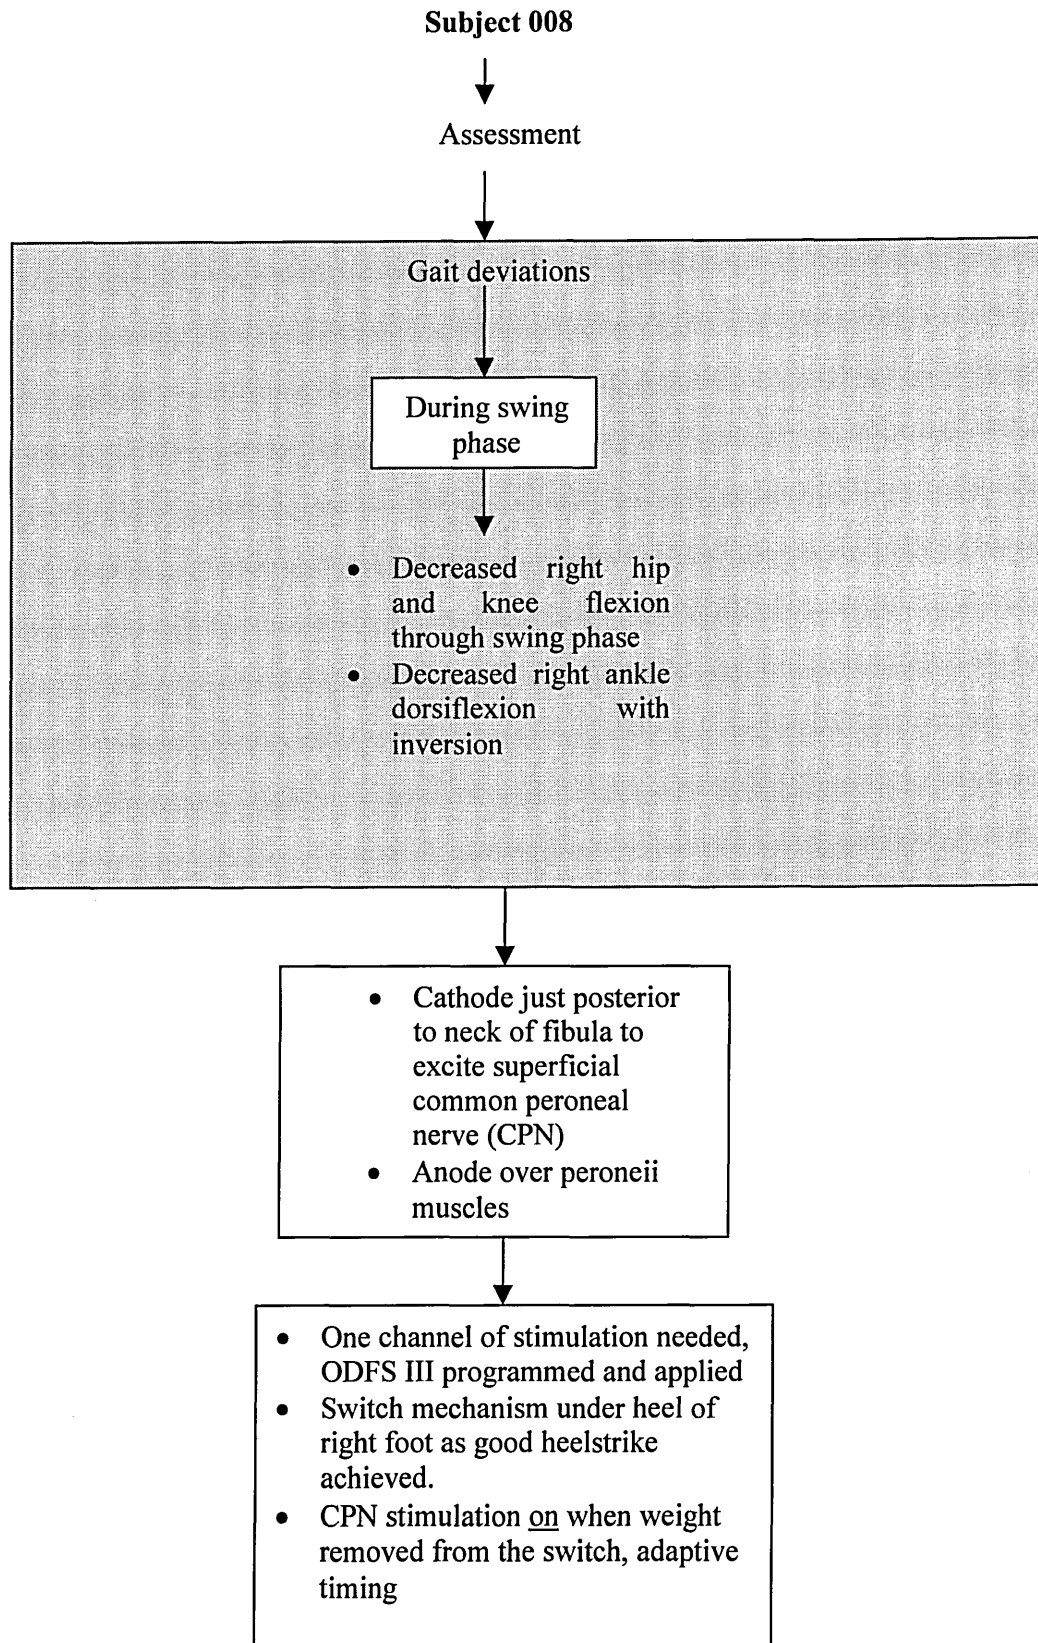 Subject 008
Assessment
Gait deviations
During swing
phase
• Decreased right hip
and knee flexion
through swing phase
• Decreased right ankle
dorsiflexion with
inversion
• Cathode just posterior
to neck of fibula to
excite superficial
common peroneal
nerve (CPN)
• Anode over peroneii
muscles
• One channel of stimulation needed,
ODFS III programmed and applied
• Switch mechanism under heel of
right foot as good heelstrike
achieved.
• CPN stimulation on when weight
removed from the switch, adaptive
timing